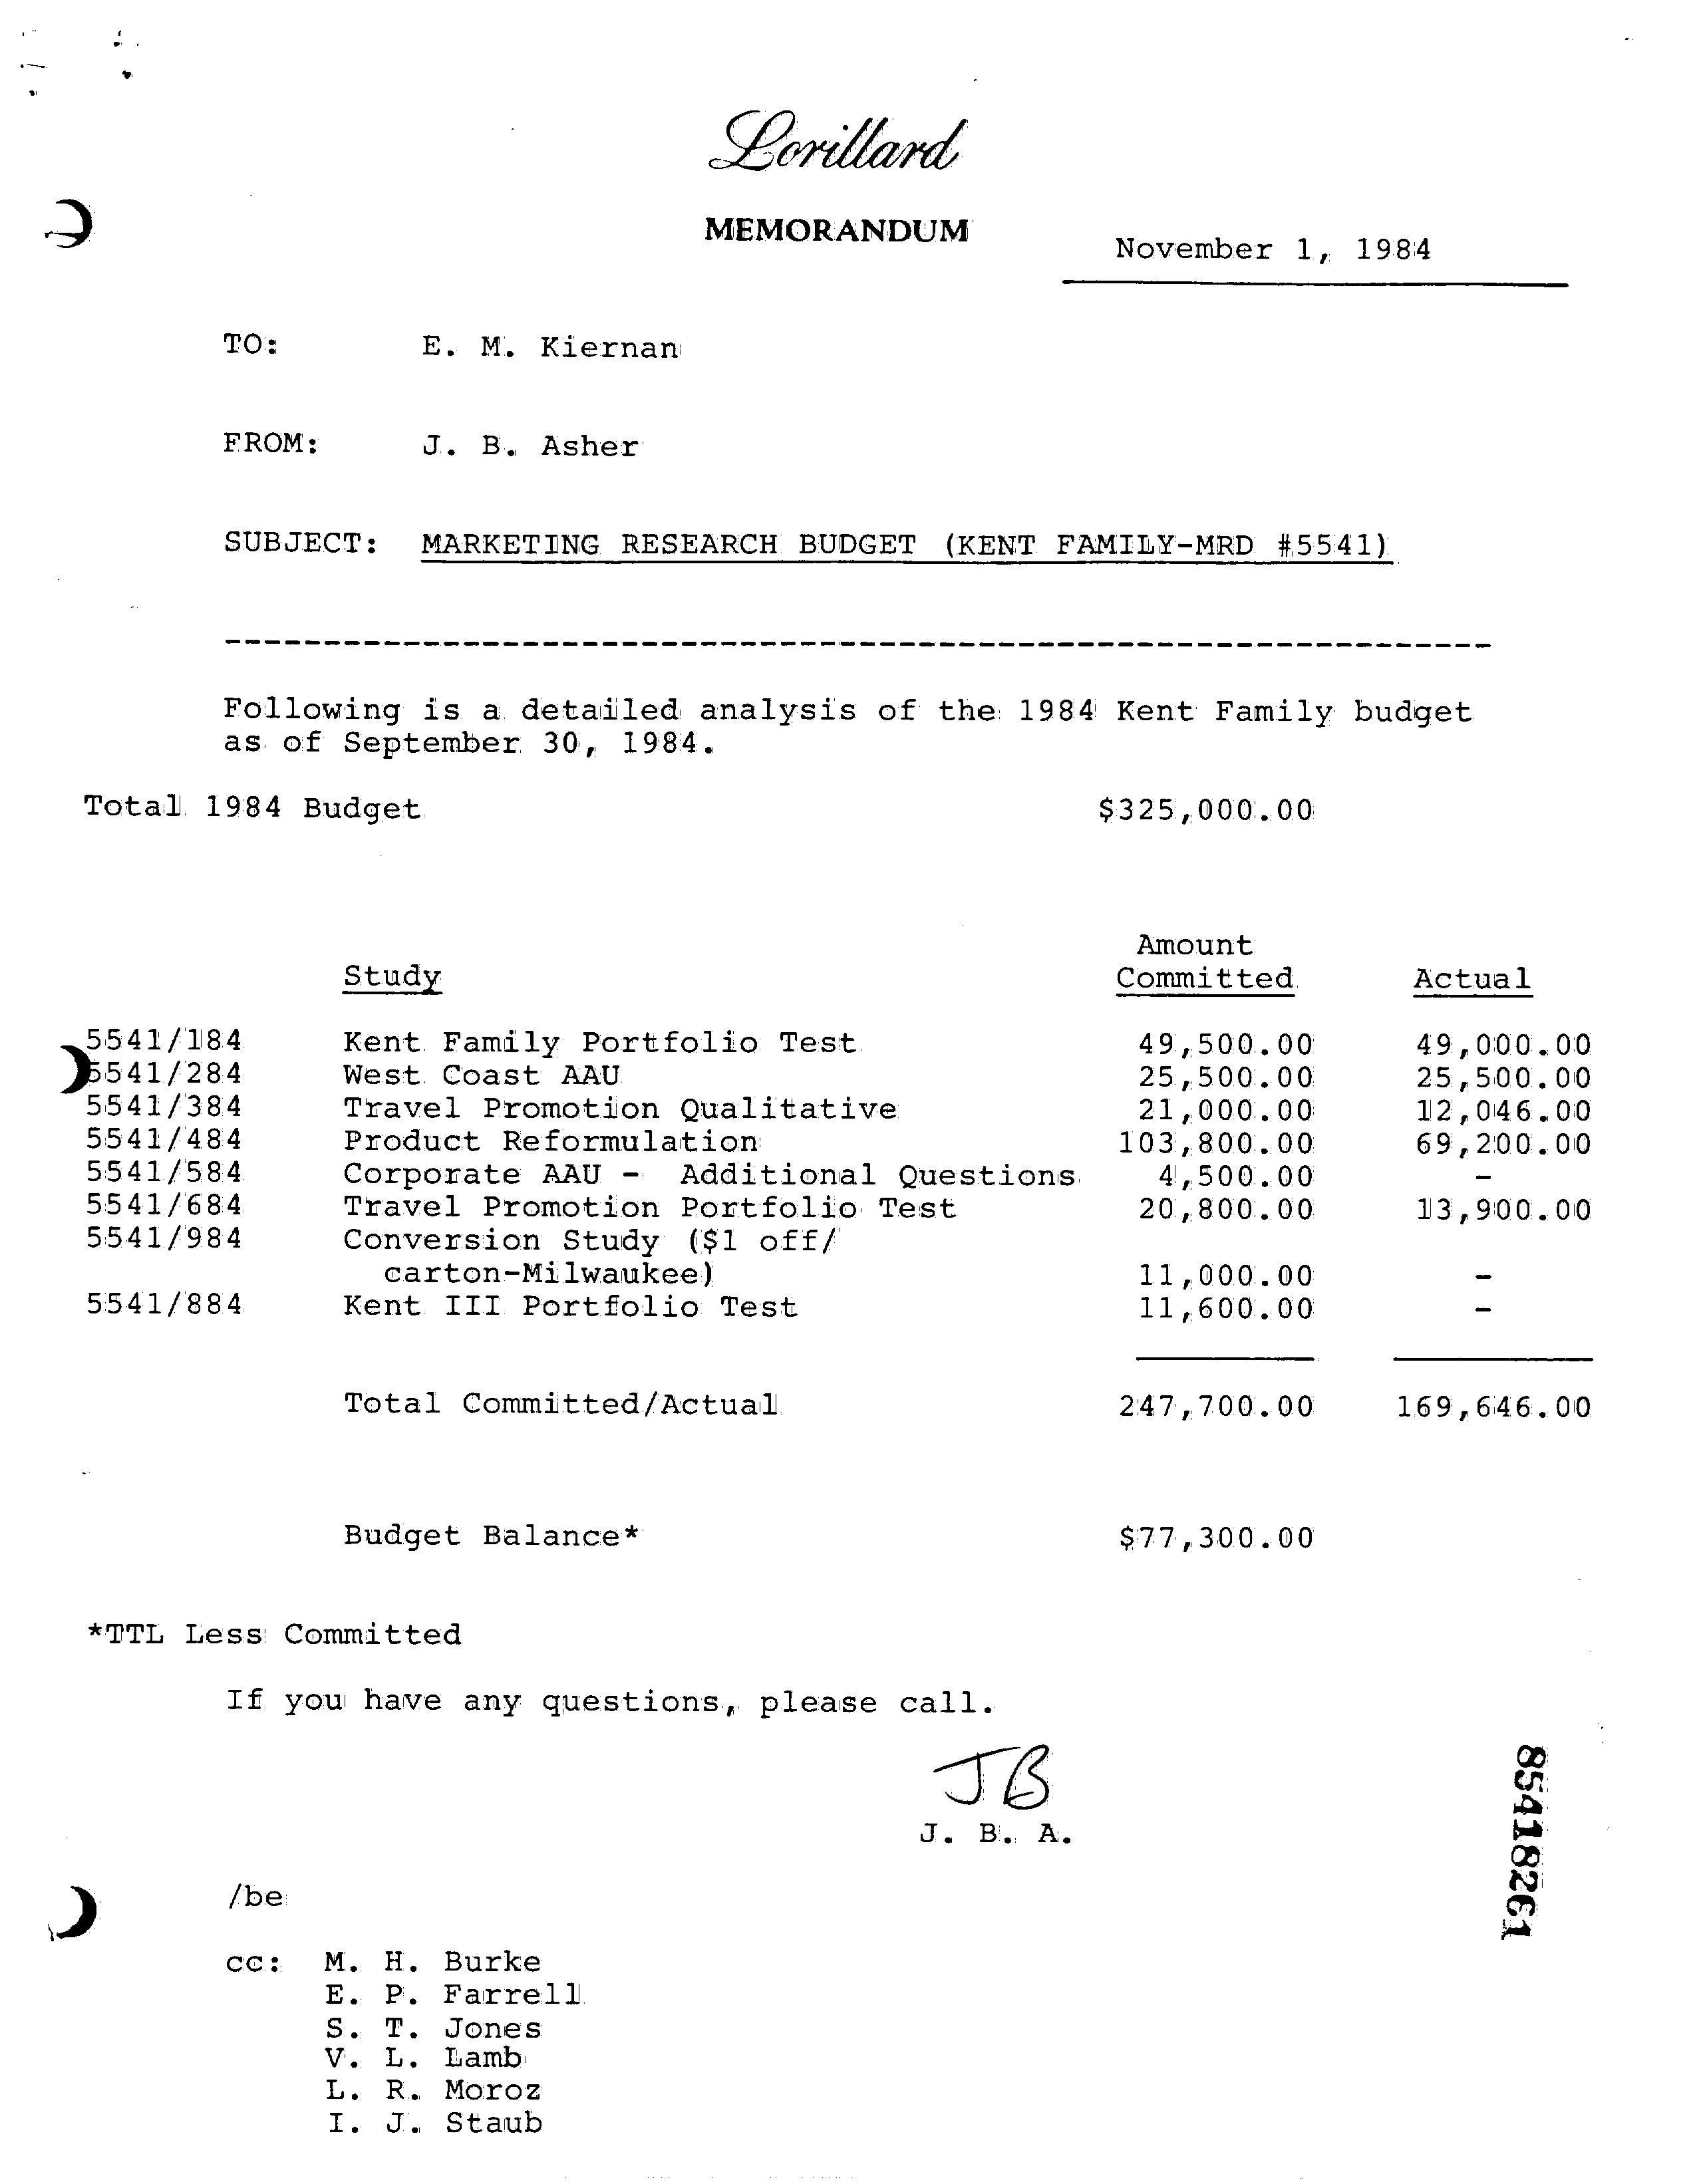 Lorillard
MEMORANDUM
November 1, 1984
TO: E. M. Kiernan
FROM: J. B. Asher
SUBJECT: MARKETING RESEARCH BUDGET (KENT FAMILY-MRD #5541)
Following is a detailed analysis of the 1984 Kent Family budget
as of September 30, 1984.
Total 1984 Budget $325,000.00
Amount
Study Committed Actual
5541/184 Kent Family Portfolio Test 49,500.00 49,000.00
5541/284 West Coast AAU 25,500.00 25,500.00
5541/384 Travel Promotion Qualitative 21,000.00 12,046.00
5541/484 Product Reformulation 103,800.00 69,200.00
5541/584 Corporate AAU - Additional Questions 4,500.00 -
5541/684 Travel Promotion Portfolio Test 20,800.00 13,900.00
5541/984 Conversion Study ($1 off/
carton-Milwaukee) 11,000.00 -
5541/884 Kent III Portfolio Test 11,600.00 -
Total Committed/Actual 247,700.00 169,646.00
Budget Balance* $77,300.00
*TTL Less Committed
If you have any questions, please call.
JB
J. B. A.
85418261
/be
cc: M. H. Burke
E. P. Farrell
S. T. Jones
V. L. Lamb
L. R. Moroz
I. J. Staub